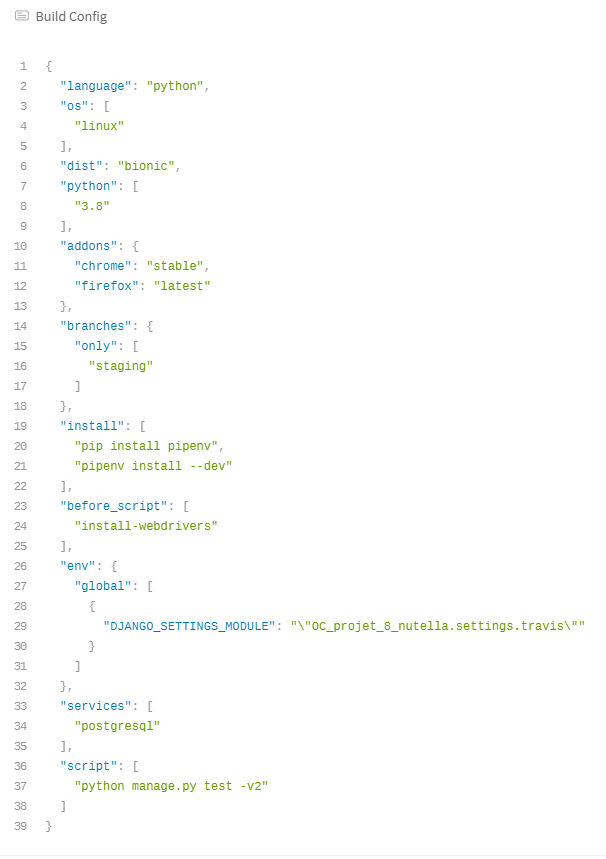 Build Config
1 {
2 "language": "python",
3 "os": [
4 "linux"
5 ],
6 "dist": "bionic",
7 "python": [
8 "3.8"
9 ],
10 "addons": {
11 "chrome": "stable",
12 "firefox": "latest"
13 },
14 "branches": {
15 "only": [
16 "staging"
17 ]
18 },
19 "install": [
20 "pip install pipenv",
21 "pipenv install --dev"
22 ],
23 "before_script": [
24 "install-webdrivers"
25 ],
26 "env": {
27 "global": [
28 {
29 "DJANGO_SETTINGS_MODULE": "\"OC_projet_8_nutella.settings.travis\""
30 }
31 ]
32 },
33 "services": [
34 "postgresql"
35 ],
36 "script": [
37 "python manage.py test -v2"
38 ]
39 }